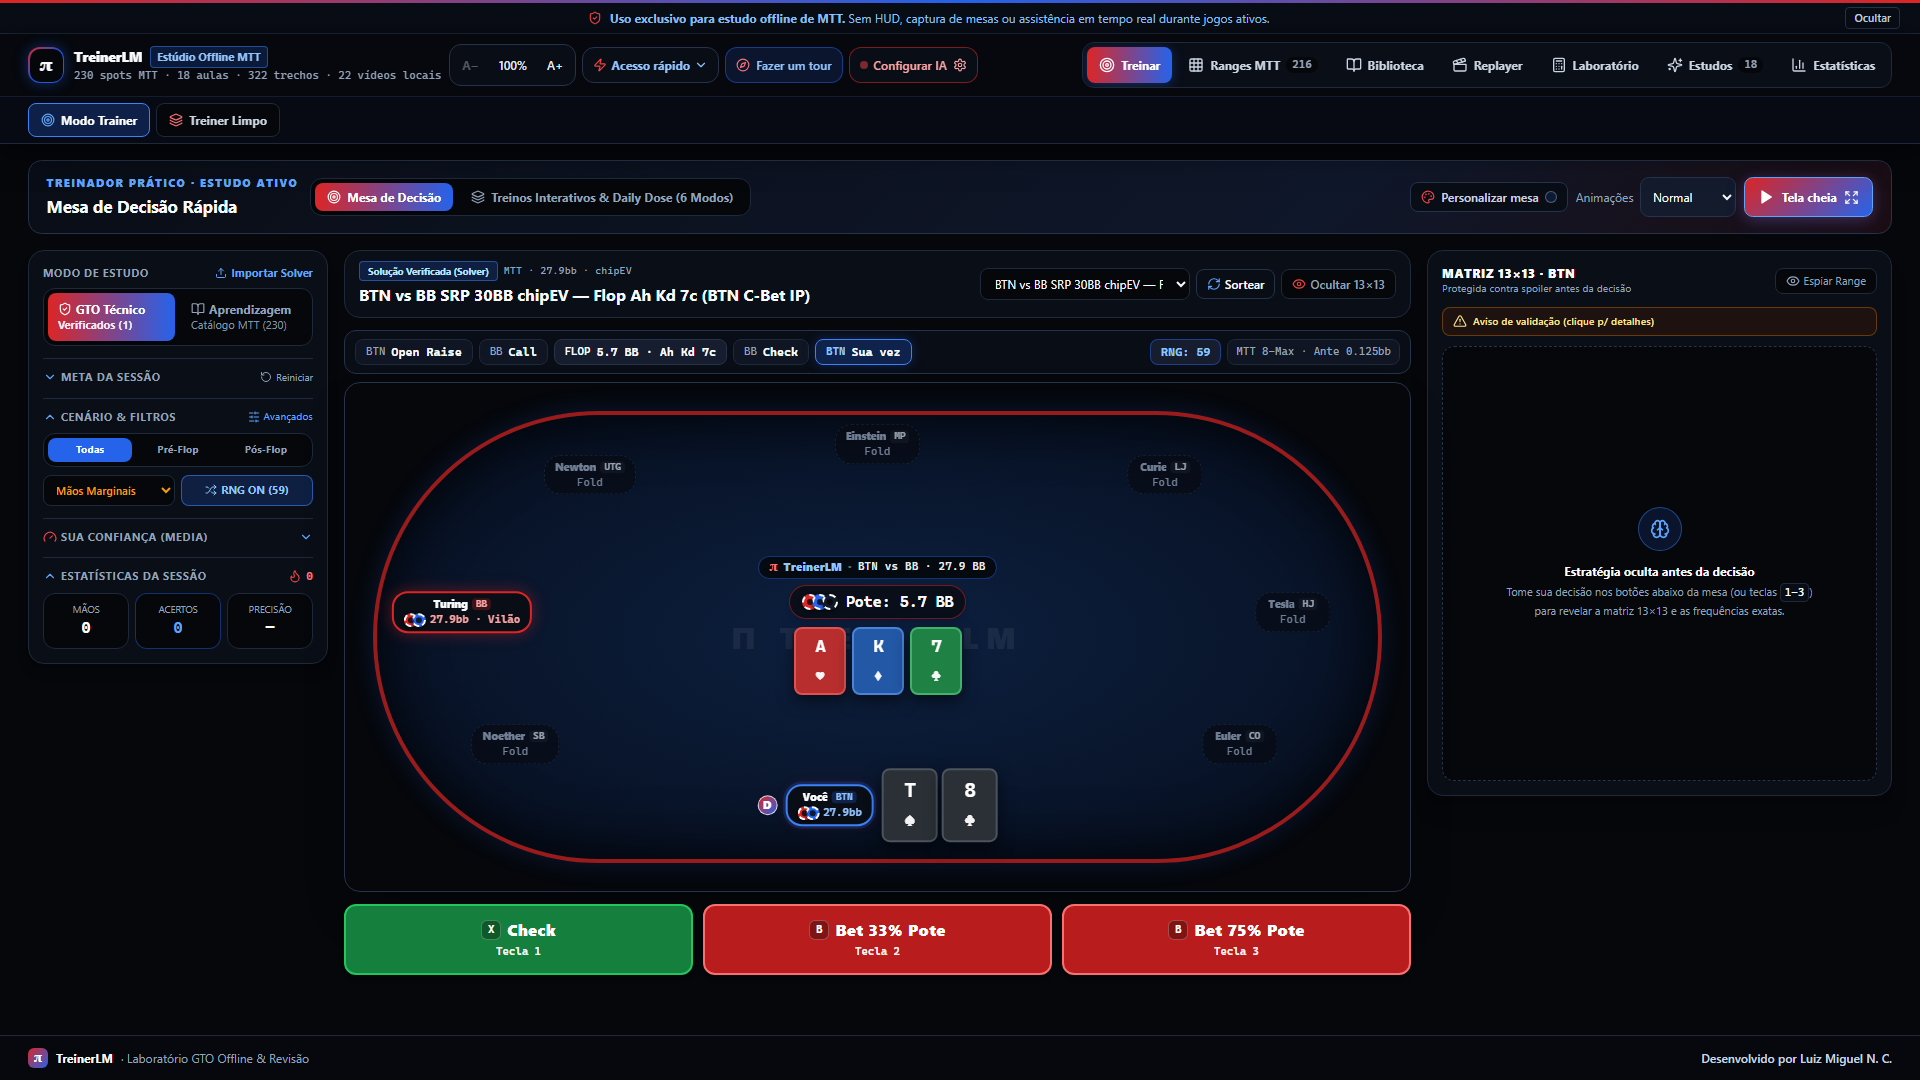 Uso exclusivo para estudo offline de MTT. Sem HUD, captura de mesas ou assistência em tempo real durante jogos ativos.
Ocultar
π TreinerLM Estúdio Offline MTT
230 spots MTT · 18 aulas · 322 trechos · 22 vídeos locais
A− 100% A+
Acesso rápido
Fazer um tour
Configurar IA
Treinar
Ranges MTT 216
Biblioteca
Replayer
Laboratório
Estudos 18
Estatísticas
Modo Trainer
Treiner Limpo
TREINADOR PRÁTICO · ESTUDO ATIVO
Mesa de Decisão Rápida
Mesa de Decisão
Treinos Interativos & Daily Dose (6 Modos)
Personalizar mesa
Animações
Normal
Tela cheia
MODO DE ESTUDO
Importar Solver
GTO Técnico
Verificados (1)
Aprendizagem
Catálogo MTT (230)
META DA SESSÃO
Reiniciar
CENÁRIO & FILTROS
Avançados
Todas
Pré-Flop
Pós-Flop
Mãos Marginais
RNG ON (59)
SUA CONFIANÇA (MEDIA)
ESTATÍSTICAS DA SESSÃO
0
MÃOS
0
ACERTOS
0
PRECISÃO
—
Solução Verificada (Solver) MTT · 27.9bb · chipEV
BTN vs BB SRP 30BB chipEV — Flop Ah Kd 7c (BTN C-Bet IP)
BTN vs BB SRP 30BB chipEV — F
Sortear
Ocultar 13×13
BTN Open Raise
BB Call
FLOP 5.7 BB · Ah Kd 7c
BB Check
BTN Sua vez
RNG: 59
MTT 8-Max · Ante 0.125bb
Einstein MP
Fold
Newton UTG
Fold
Curie LJ
Fold
π TreinerLM · BTN vs BB · 27.9 BB
Pote: 5.7 BB
Turing BB
27.9bb · Vilão
Tesla HJ
Fold
A
K
7
Noether SB
Fold
Euler CO
Fold
D
Você BTN
27.9bb
T
8
X Check
Tecla 1
B Bet 33% Pote
Tecla 2
B Bet 75% Pote
Tecla 3
MATRIZ 13×13 · BTN
Protegida contra spoiler antes da decisão
Espiar Range
Aviso de validação (clique p/ detalhes)
Estratégia oculta antes da decisão
Tome sua decisão nos botões abaixo da mesa (ou teclas 1–3)
para revelar a matriz 13×13 e as frequências exatas.
π TreinerLM · Laboratório GTO Offline & Revisão
Desenvolvido por Luiz Miguel N. C.